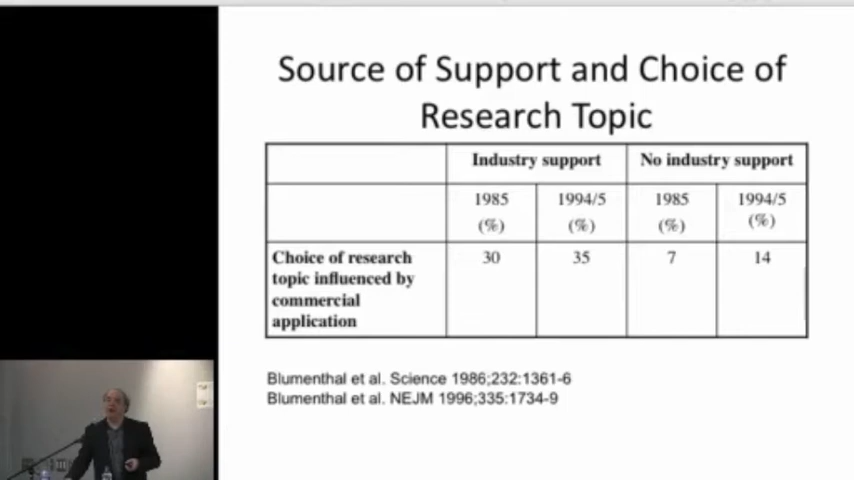 Source of Support and Choice of
Research Topic
Industry support No industry support
1985 1994/5 1985 1994/5
(%) (%) (%) (%)
Choice of research 30 35 7 14
topic influenced by
commercial
application
Blumenthal et al. Science 1986;232:1361-6
Blumenthal et al. NEJM 1996;335:1734-9